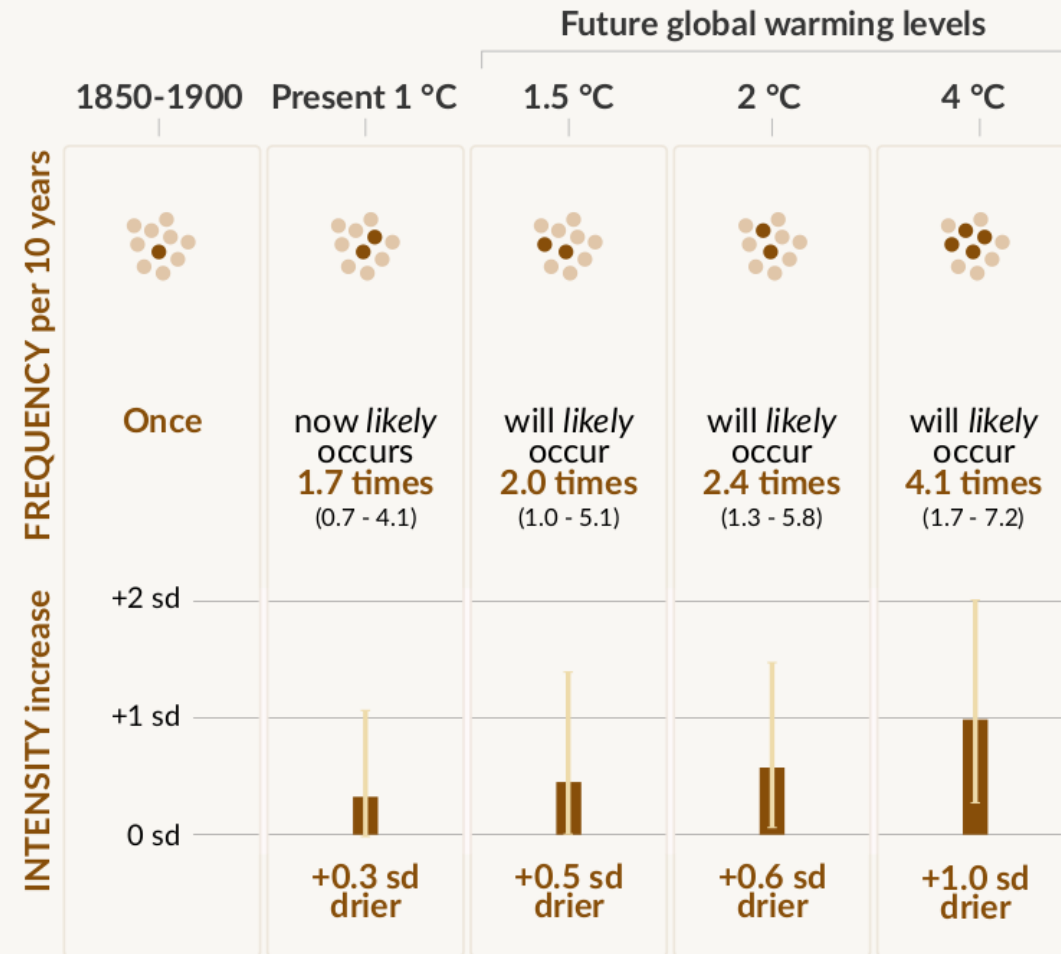 Future global warming levels
1850-1900 Present 1 °C 1.5 °C 2 °C 4 °C
FREQUENCY per 10 years
Once
now likely
occurs
1.7 times
(0.7 - 4.1)
will likely
occur
2.0 times
(1.0 - 5.1)
will likely
occur
2.4 times
(1.3 - 5.8)
will likely
occur
4.1 times
(1.7 - 7.2)
INTENSITY increase
+2 sd
+1 sd
0 sd
+0.3 sd
drier
+0.5 sd
drier
+0.6 sd
drier
+1.0 sd
drier